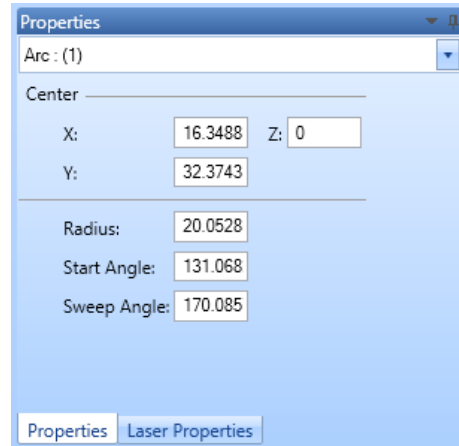 Properties
Arc : (1)
Center
X: 16.3488 Z: 0
Y: 32.3743
Radius: 20.0528
Start Angle: 131.068
Sweep Angle: 170.085
Properties Laser Properties